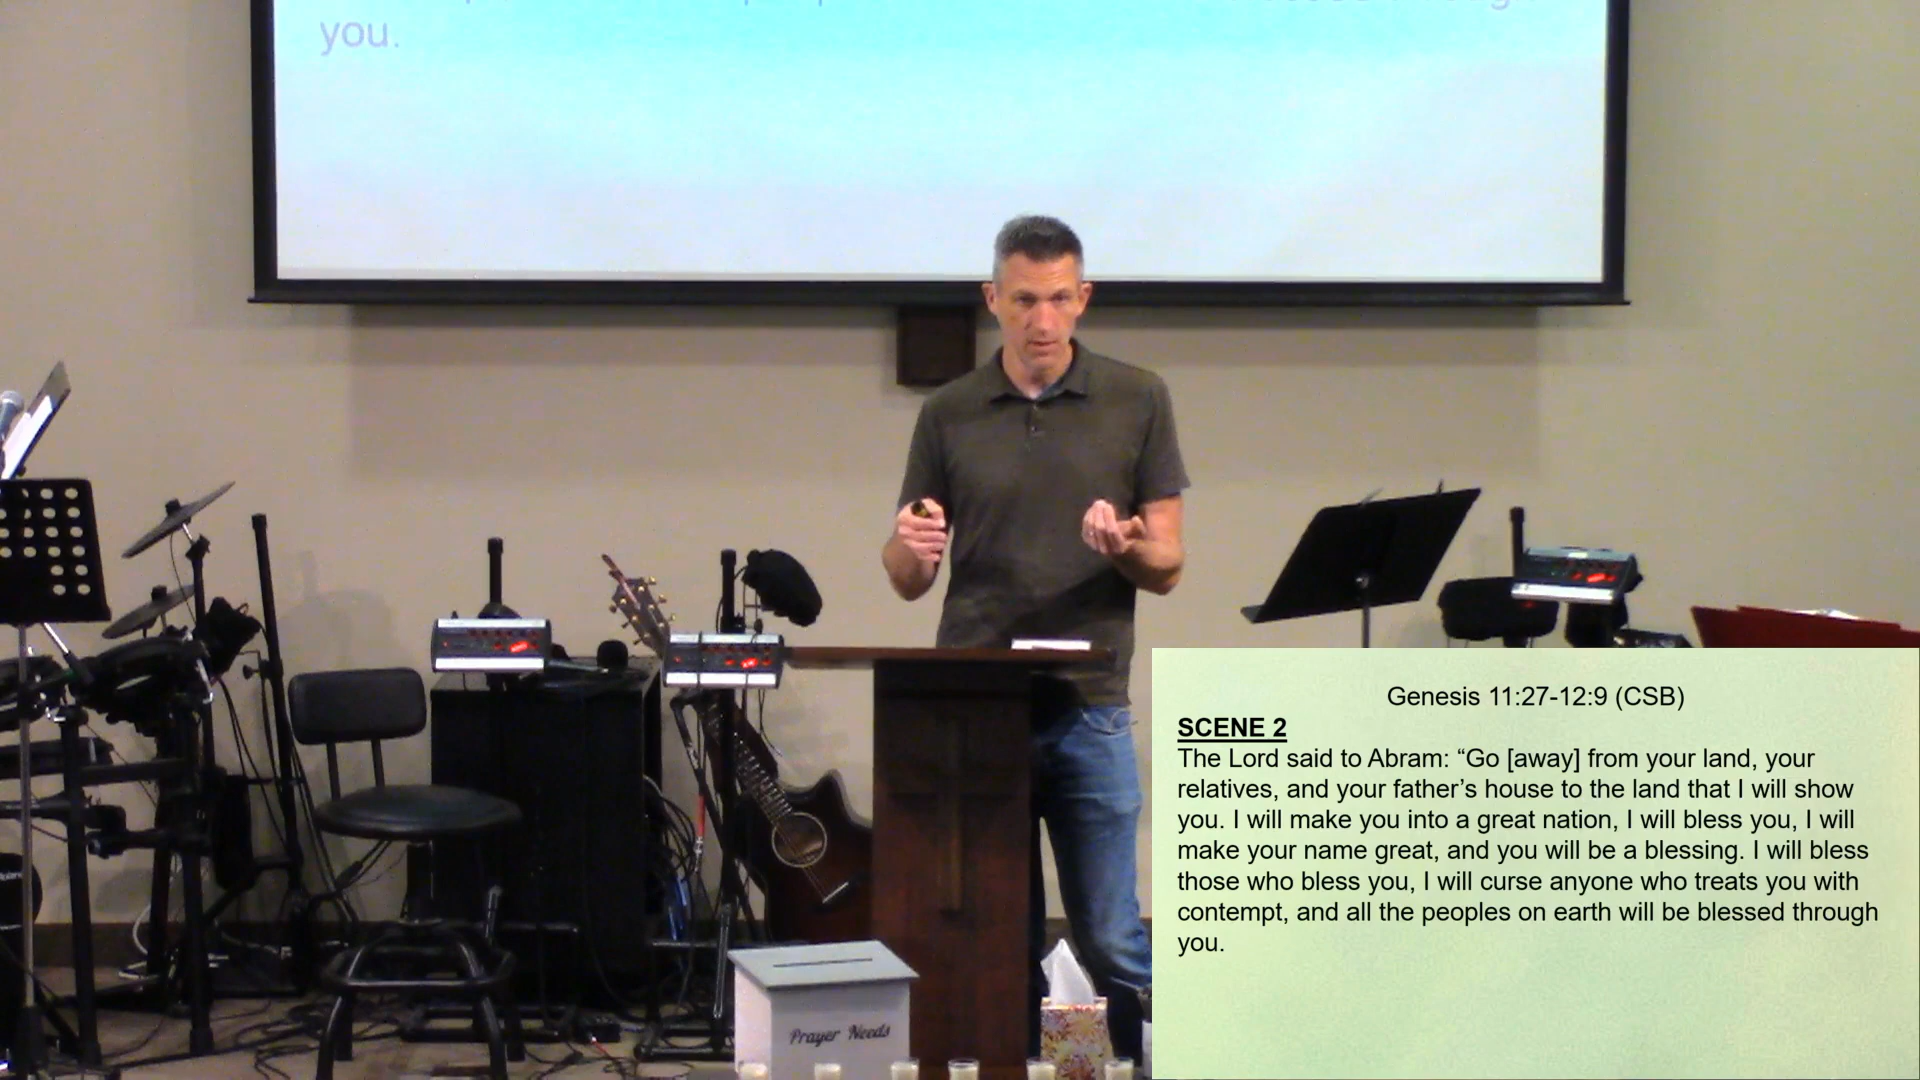 you.
Genesis 11:27-12:9 (CSB)
SCENE 2
The Lord said to Abram: “Go [away] from your land, your
relatives, and your father’s house to the land that I will show
you. I will make you into a great nation, I will bless you, I will
make your name great, and you will be a blessing. I will bless
those who bless you, I will curse anyone who treats you with
contempt, and all the peoples on earth will be blessed through
you.
Prayer Needs